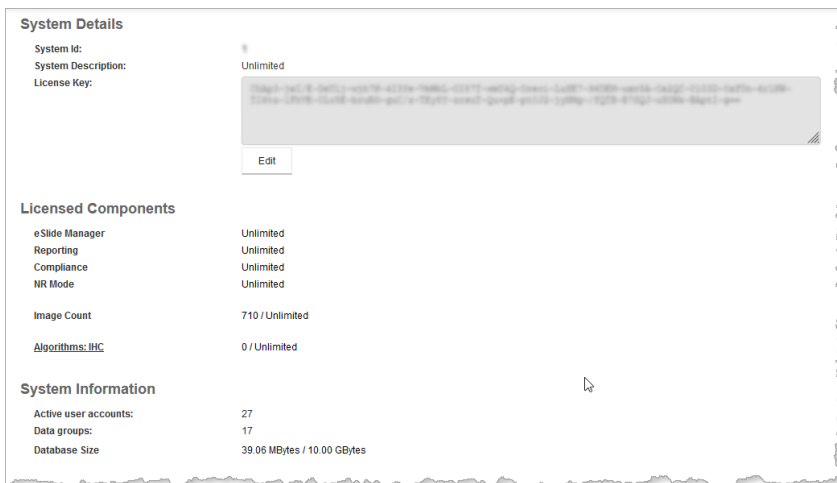 System Details
System Id:
System Description: Unlimited
License Key:
Edit
Licensed Components
eSlide Manager Unlimited
Reporting Unlimited
Compliance Unlimited
NR Mode Unlimited
Image Count 710 / Unlimited
Algorithms: IHC 0 / Unlimited
System Information
Active user accounts: 27
Data groups: 17
Database Size 39.06 MBytes / 10.00 GBytes